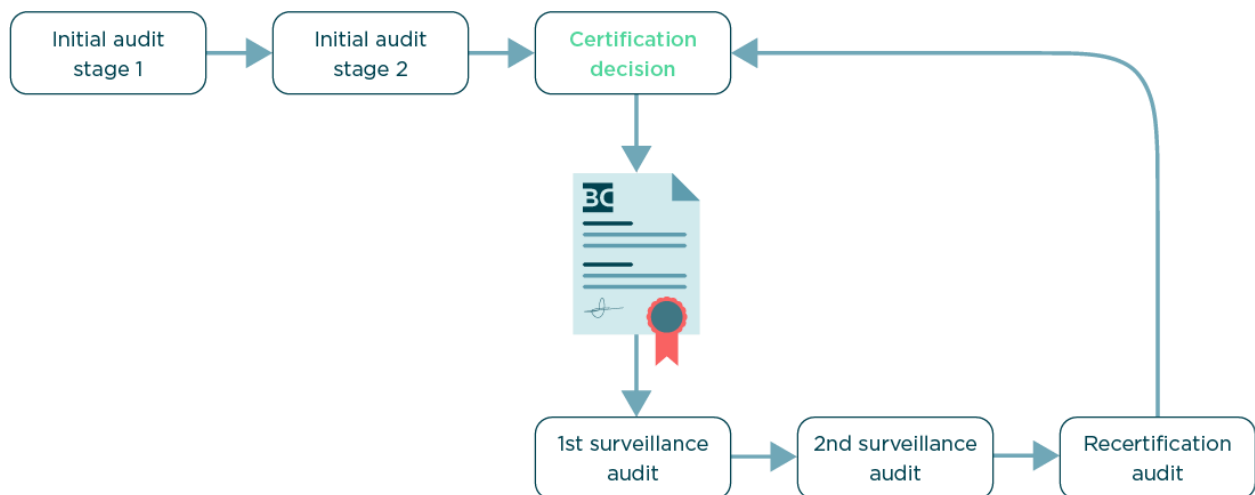 Initial audit
stage 1
Initial audit
stage 2
Certification
decision
BC
1st surveillance
audit
2nd surveillance
audit
Recertification
audit